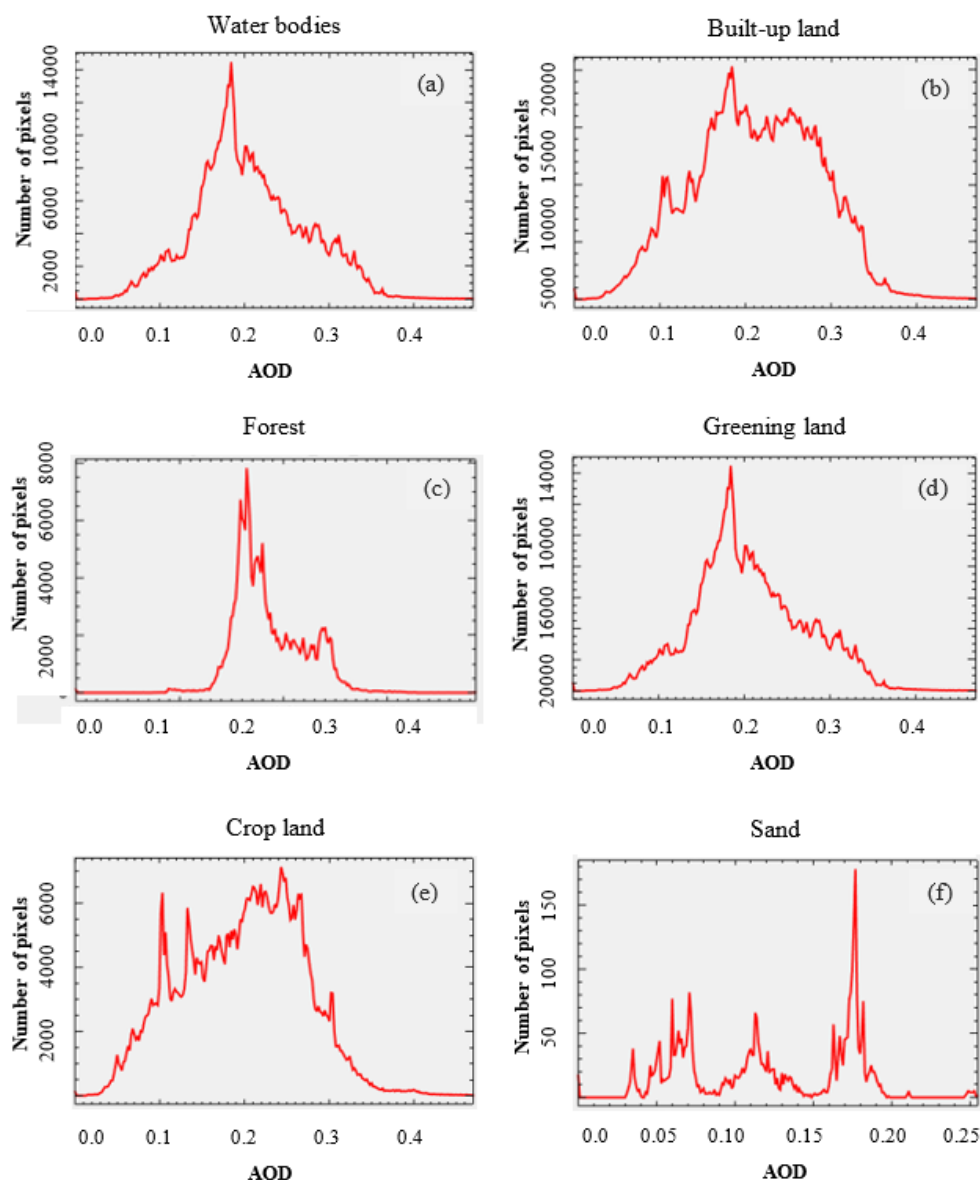 Water bodies
Built-up land
(a)
Number of pixels
14000
10000
6000
2000
0.0 0.1 0.2 0.3 0.4
AOD
(b)
Number of pixels
20000
15000
10000
5000
0.0 0.1 0.2 0.3 0.4
AOD
Forest
Greening land
(c)
Number of pixels
8000
6000
4000
2000
0.0 0.1 0.2 0.3 0.4
AOD
(d)
Number of pixels
14000
100000
160000
200000
0.0 0.1 0.2 0.3 0.4
AOD
Crop land
Sand
(e)
Number of pixels
6000
4000
2000
0.0 0.1 0.2 0.3 0.4
AOD
(f)
Number of pixels
150
100
50
0.0 0.05 0.10 0.15 0.20 0.25
AOD